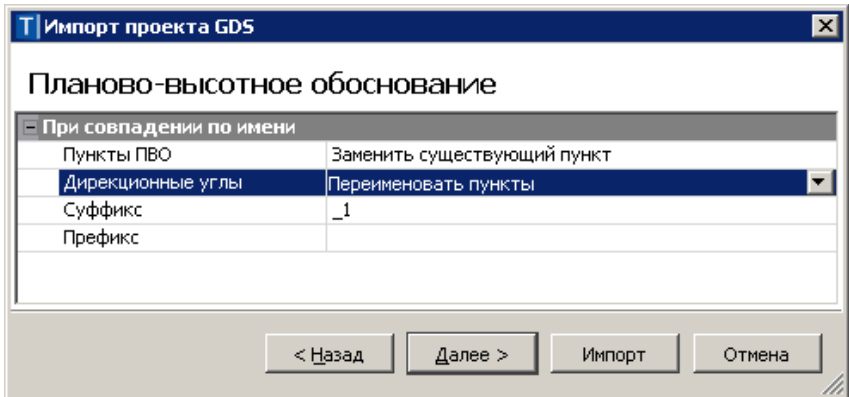 T Импорт проекта GDS
Планово-высотное обоснование
При совпадении по имени
Пункты ПВО Заменить существующий пункт
Дирекционные углы Переименовать пункты
Суффикс _1
Префикс
< Назад Далее > Импорт Отмена